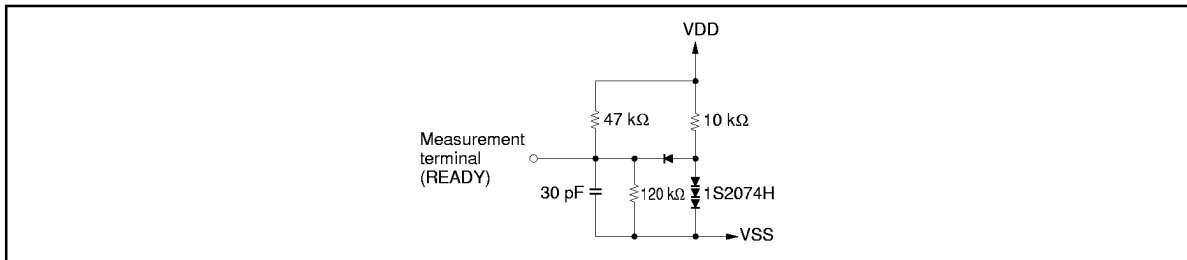 VDD
47 kΩ
10 kΩ
Measurement
terminal
(READY)
30 pF
120 kΩ
1S2074H
VSS